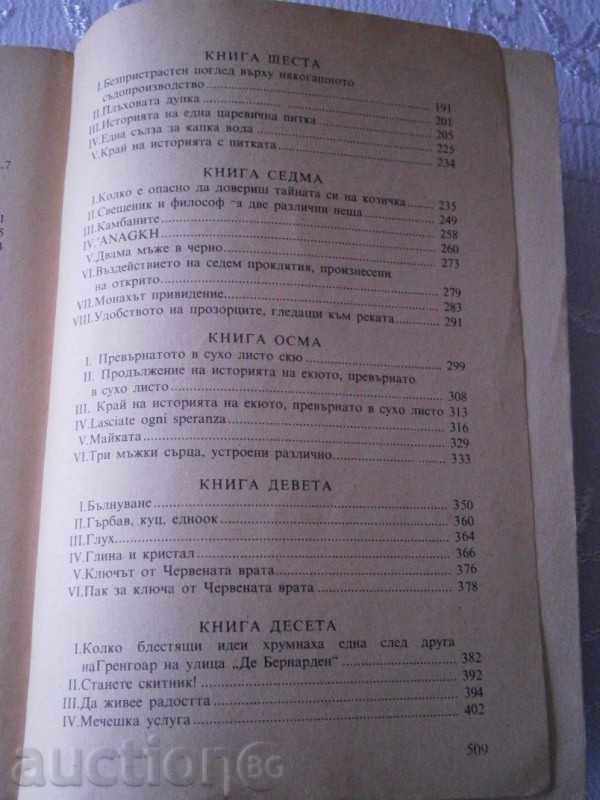 КНИГА ШЕСТА
I.Безпристрастен поглед върху някогашното
съдопроизводство 191
II.Плъховата дупка 201
III.Историята на една царевична питка 205
IV.Една сълза за капка вода 225
V.Край на историята с питката 234
КНИГА СЕДМА
I.Колко е опасно да довериш тайната си на козичка 235
II.Свещеник и философ -а две различни неща 249
III.Камбаните 258
IV.'ANAGKH 260
V.Двама мъже в черно 273
VI.Въздействието на седем проклятия, произнесени
на открито 279
VII.Монахът привидение 283
VIII.Удобството на прозорците, гледащи към реката 291
КНИГА ОСМА
I. Превърнатото в сухо листо екю 299
II. Продължение на историята на екюто, превърнато
в сухо листо 308
III. Край на историята на екюто, превърнато в сухо листо 313
IV.Lasciate ogni speranza 316
V.Майката 329
VI.Три мъжки сърца, устроени различно 333
КНИГА ДЕВЕТА
I.Бълнуване 350
II.Гърбав, куц, едноок 360
III.Глух 364
IV.Глина и кристал 366
V.Ключът от Червената врата 376
VI.Пак за ключа от Червената врата 378
КНИГА ДЕСЕТА
I.Колко блестящи идеи хрумнаха една след друга
наГренгоар на улица „Де Бернарден“ 382
II.Станете скитник! 392
III.Да живее радостта 394
IV.Мечешка услуга 402
509
auction BG